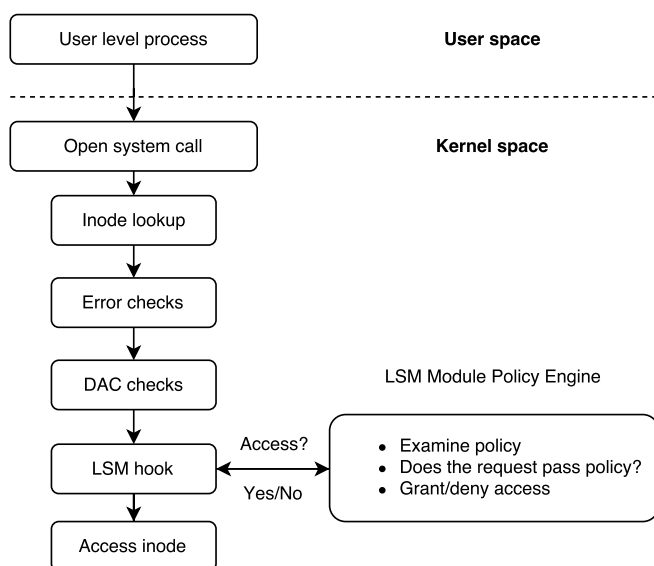 User level process
User space
Open system call
Kernel space
Inode lookup
Error checks
DAC checks
LSM Module Policy Engine
LSM hook
Access?
Yes/No
• Examine policy
• Does the request pass policy?
• Grant/deny access
Access inode